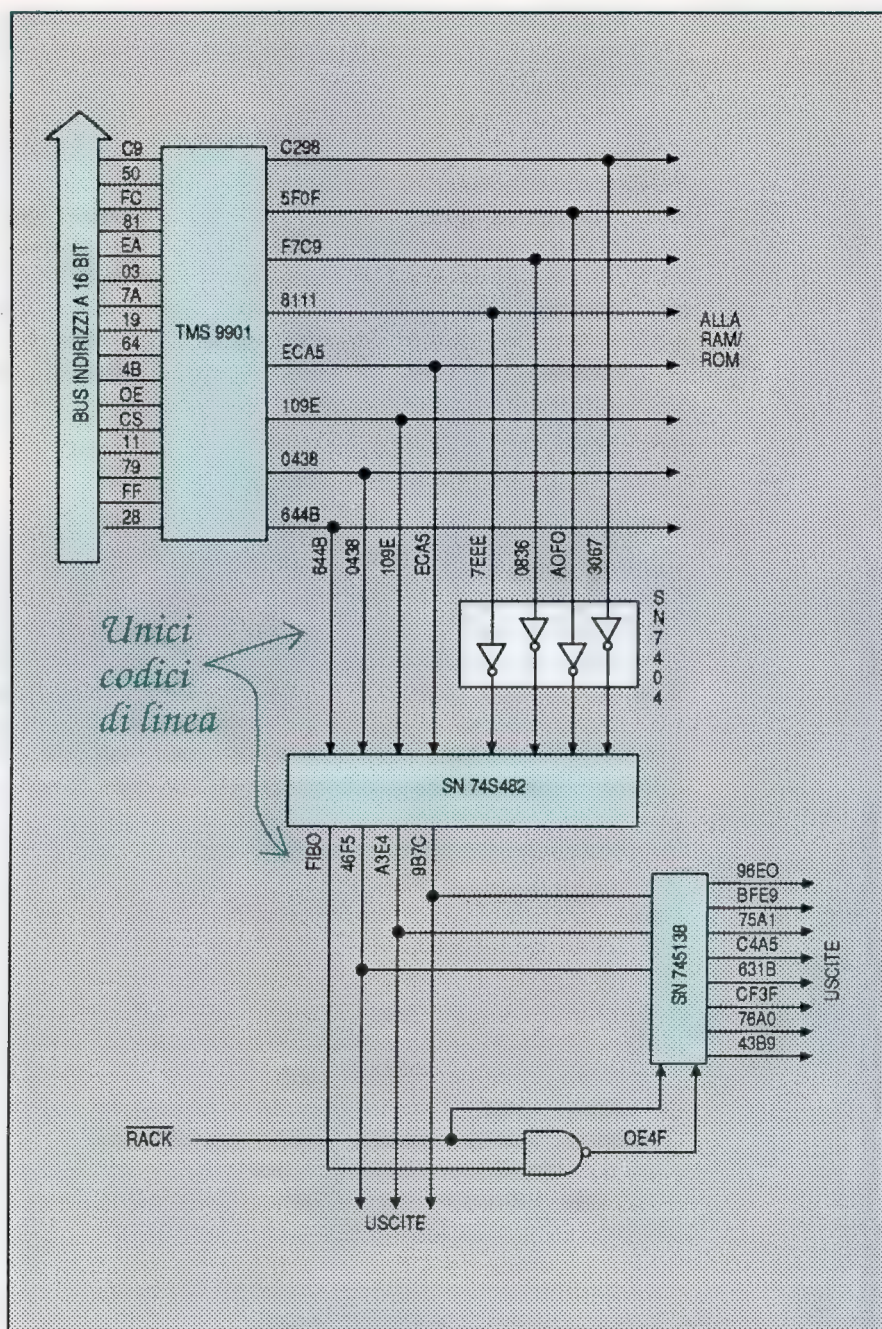 BUS INDIRIZZI A 16 BIT
C9
50
FC
81
EA
03
7A
19
64
4B
OE
CS
11
79
FF
28
TMS 9901
C298
5F0F
F7C9
8111
ECA5
109E
0438
644B
ALLA
RAM/
ROM
644B
0438
109E
ECA5
7EEE
0836
AOFO
3067
SN7404
Unici
codici
di linea
SN 74S482
FIBO
46F5
A3E4
9B7C
SN 745138
96EO
BFE9
75A1
C4A5
631B
CF3F
76A0
43B9
USCITE
RACK
OE4F
USCITE